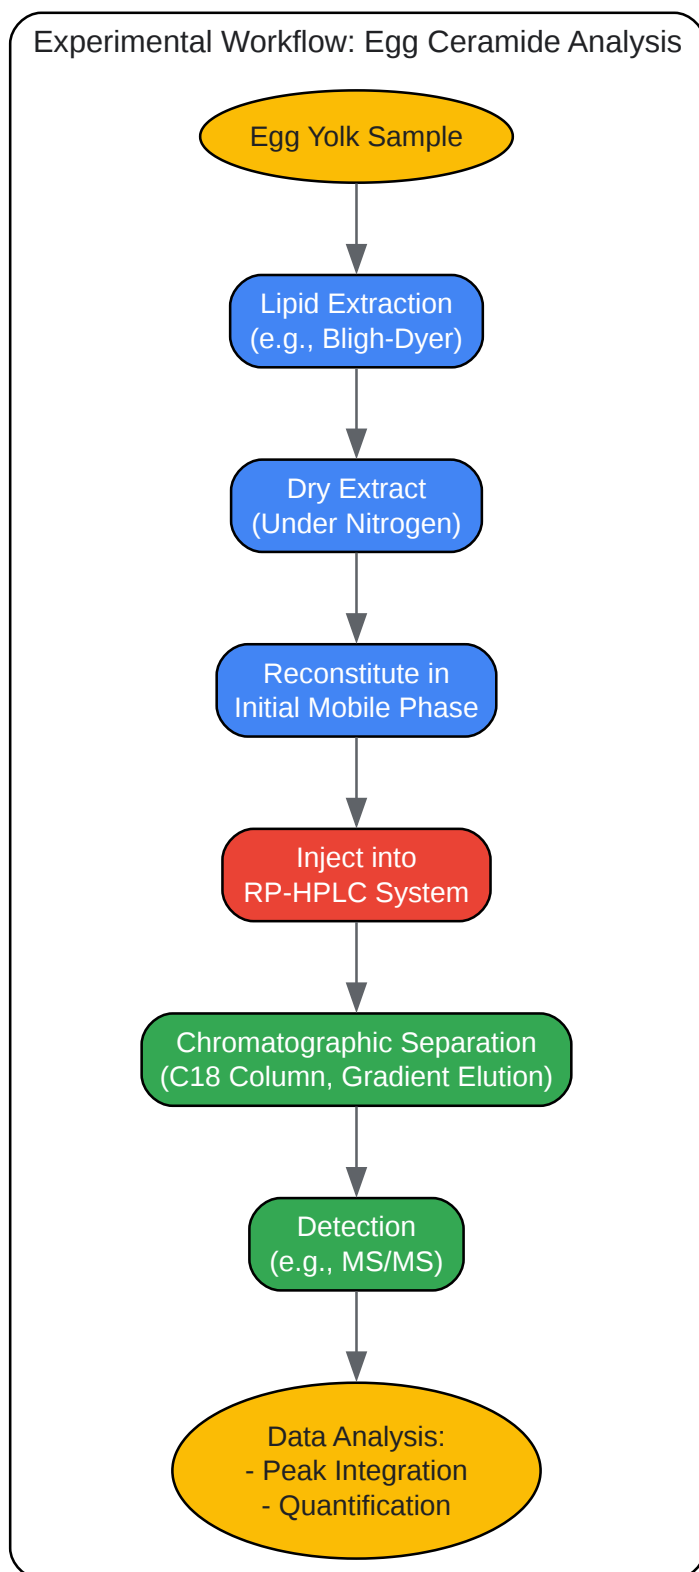 Experimental Workflow: Egg Ceramide Analysis
Egg Yolk Sample
Lipid Extraction
(e.g., Bligh-Dyer)
Dry Extract
(Under Nitrogen)
Reconstitute in
Initial Mobile Phase
Inject into
RP-HPLC System
Chromatographic Separation
(C18 Column, Gradient Elution)
Detection
(e.g., MS/MS)
Data Analysis:
- Peak Integration
- Quantification